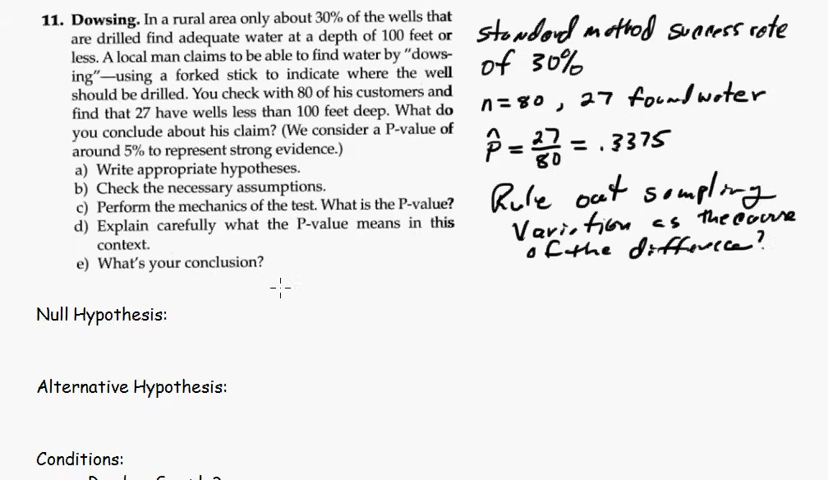 11. Dowsing. In a rural area only about 30% of the wells that
are drilled find adequate water at a depth of 100 feet or
less. A local man claims to be able to find water by "dows-
ing"—using a forked stick to indicate where the well
should be drilled. You check with 80 of his customers and
find that 27 have wells less than 100 feet deep. What do
you conclude about his claim? (We consider a P-value of
around 5% to represent strong evidence.)
a) Write appropriate hypotheses.
b) Check the necessary assumptions.
c) Perform the mechanics of the test. What is the P-value?
d) Explain carefully what the P-value means in this
context.
e) What's your conclusion?
standard method success rate
of 30%
n=80, 27 found water
p̂ = 27/80 = .3375
Rule out sampling
Variation as the cause
of the difference?
Null Hypothesis:
Alternative Hypothesis:
Conditions: